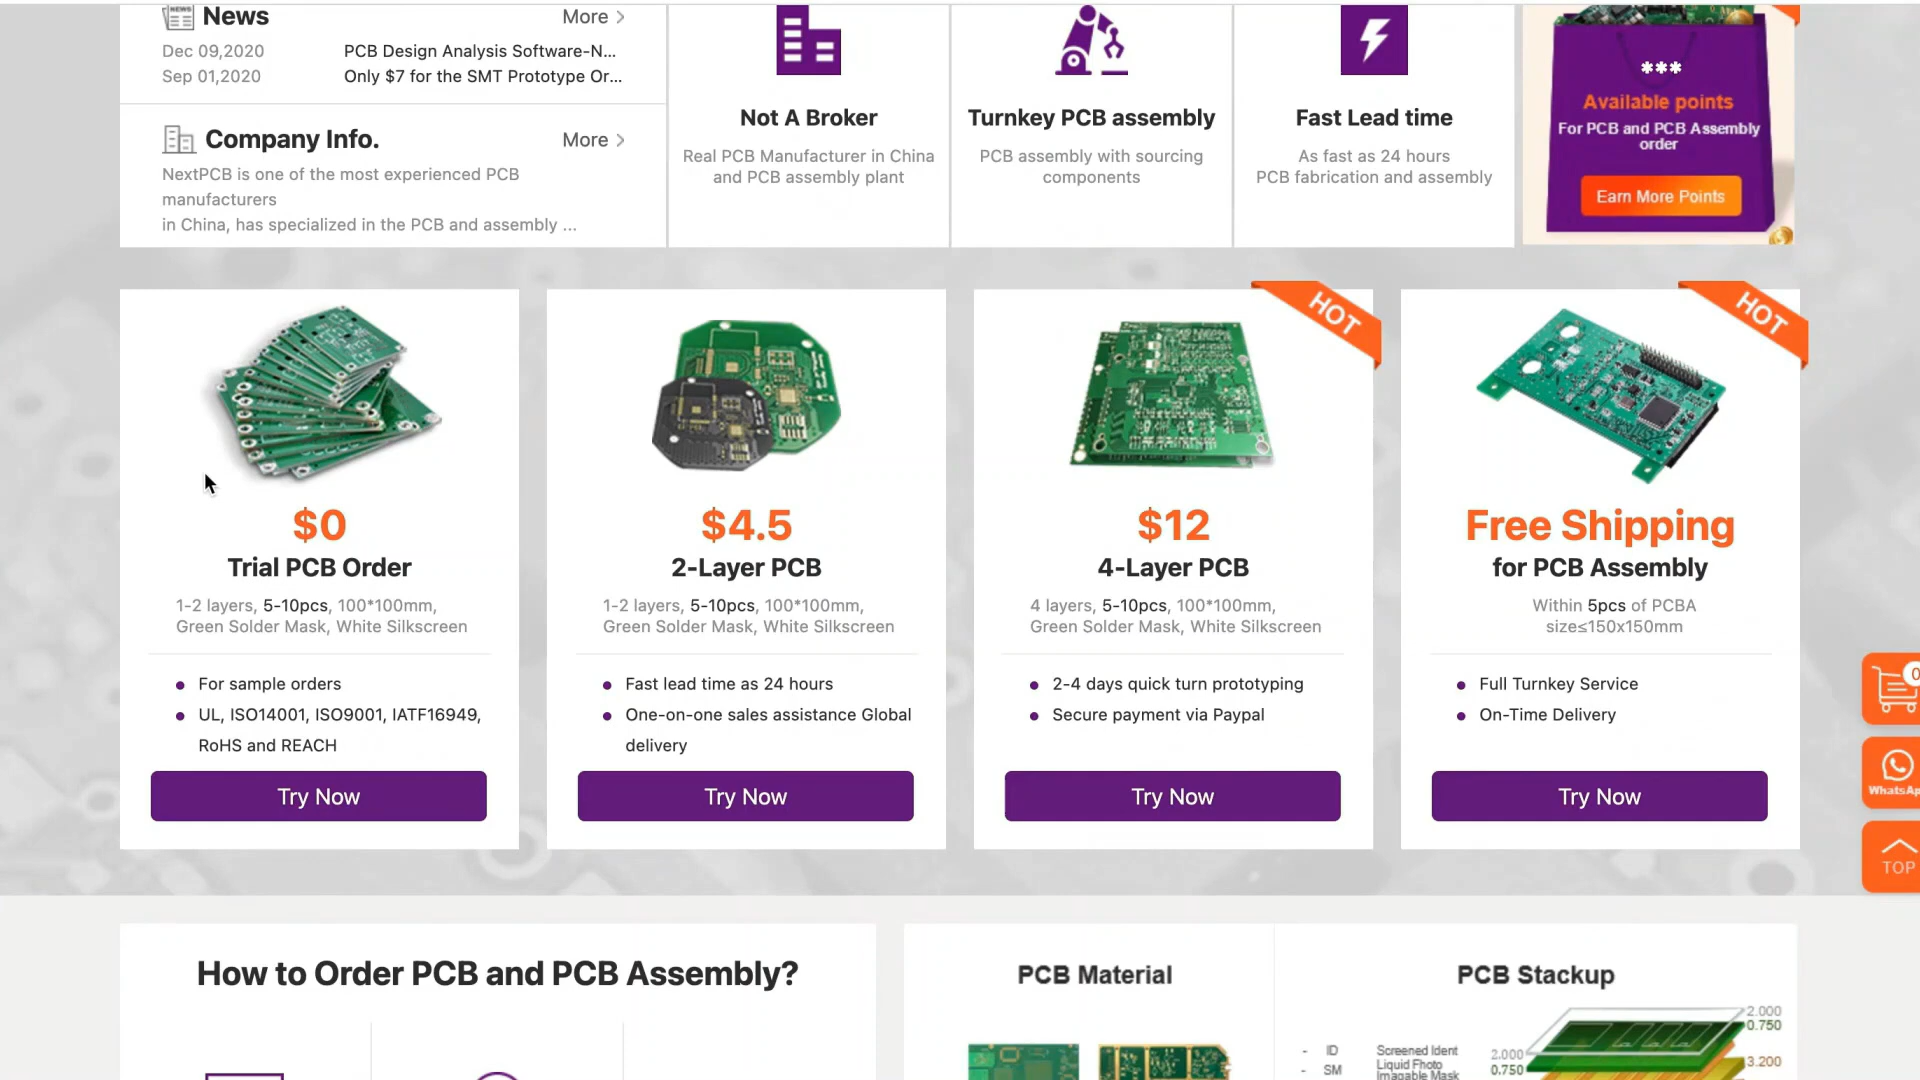 News
More
Dec 09,2020
PCB Design Analysis Software-N...
Sep 01,2020
Only $7 for the SMT Prototype Or...
Company Info.
More
NextPCB is one of the most experienced PCB
manufacturers
in China, has specialized in the PCB and assembly ...
Not A Broker
Real PCB Manufacturer in China
and PCB assembly plant
Turnkey PCB assembly
PCB assembly with sourcing
components
Fast Lead time
As fast as 24 hours
PCB fabrication and assembly
***
Available points
For PCB and PCB Assembly
order
Earn More Points
$0
Trial PCB Order
1-2 layers, 5-10pcs, 100*100mm,
Green Solder Mask, White Silkscreen
For sample orders
UL, ISO14001, ISO9001, IATF16949,
RoHS and REACH
Try Now
$4.5
2-Layer PCB
1-2 layers, 5-10pcs, 100*100mm,
Green Solder Mask, White Silkscreen
Fast lead time as 24 hours
One-on-one sales assistance Global
delivery
Try Now
HOT
$12
4-Layer PCB
4 layers, 5-10pcs, 100*100mm,
Green Solder Mask, White Silkscreen
2-4 days quick turn prototyping
Secure payment via Paypal
Try Now
HOT
Free Shipping
for PCB Assembly
Within 5pcs of PCBA
size≤150x150mm
Full Turnkey Service
On-Time Delivery
Try Now
0
WhatsAp
TOP
How to Order PCB and PCB Assembly?
PCB Material
PCB Stackup
2.000
0.750
- ID Screened Ident
2.000
Liquid Fhoto
- SM Imagable Mask
0.750
3.200